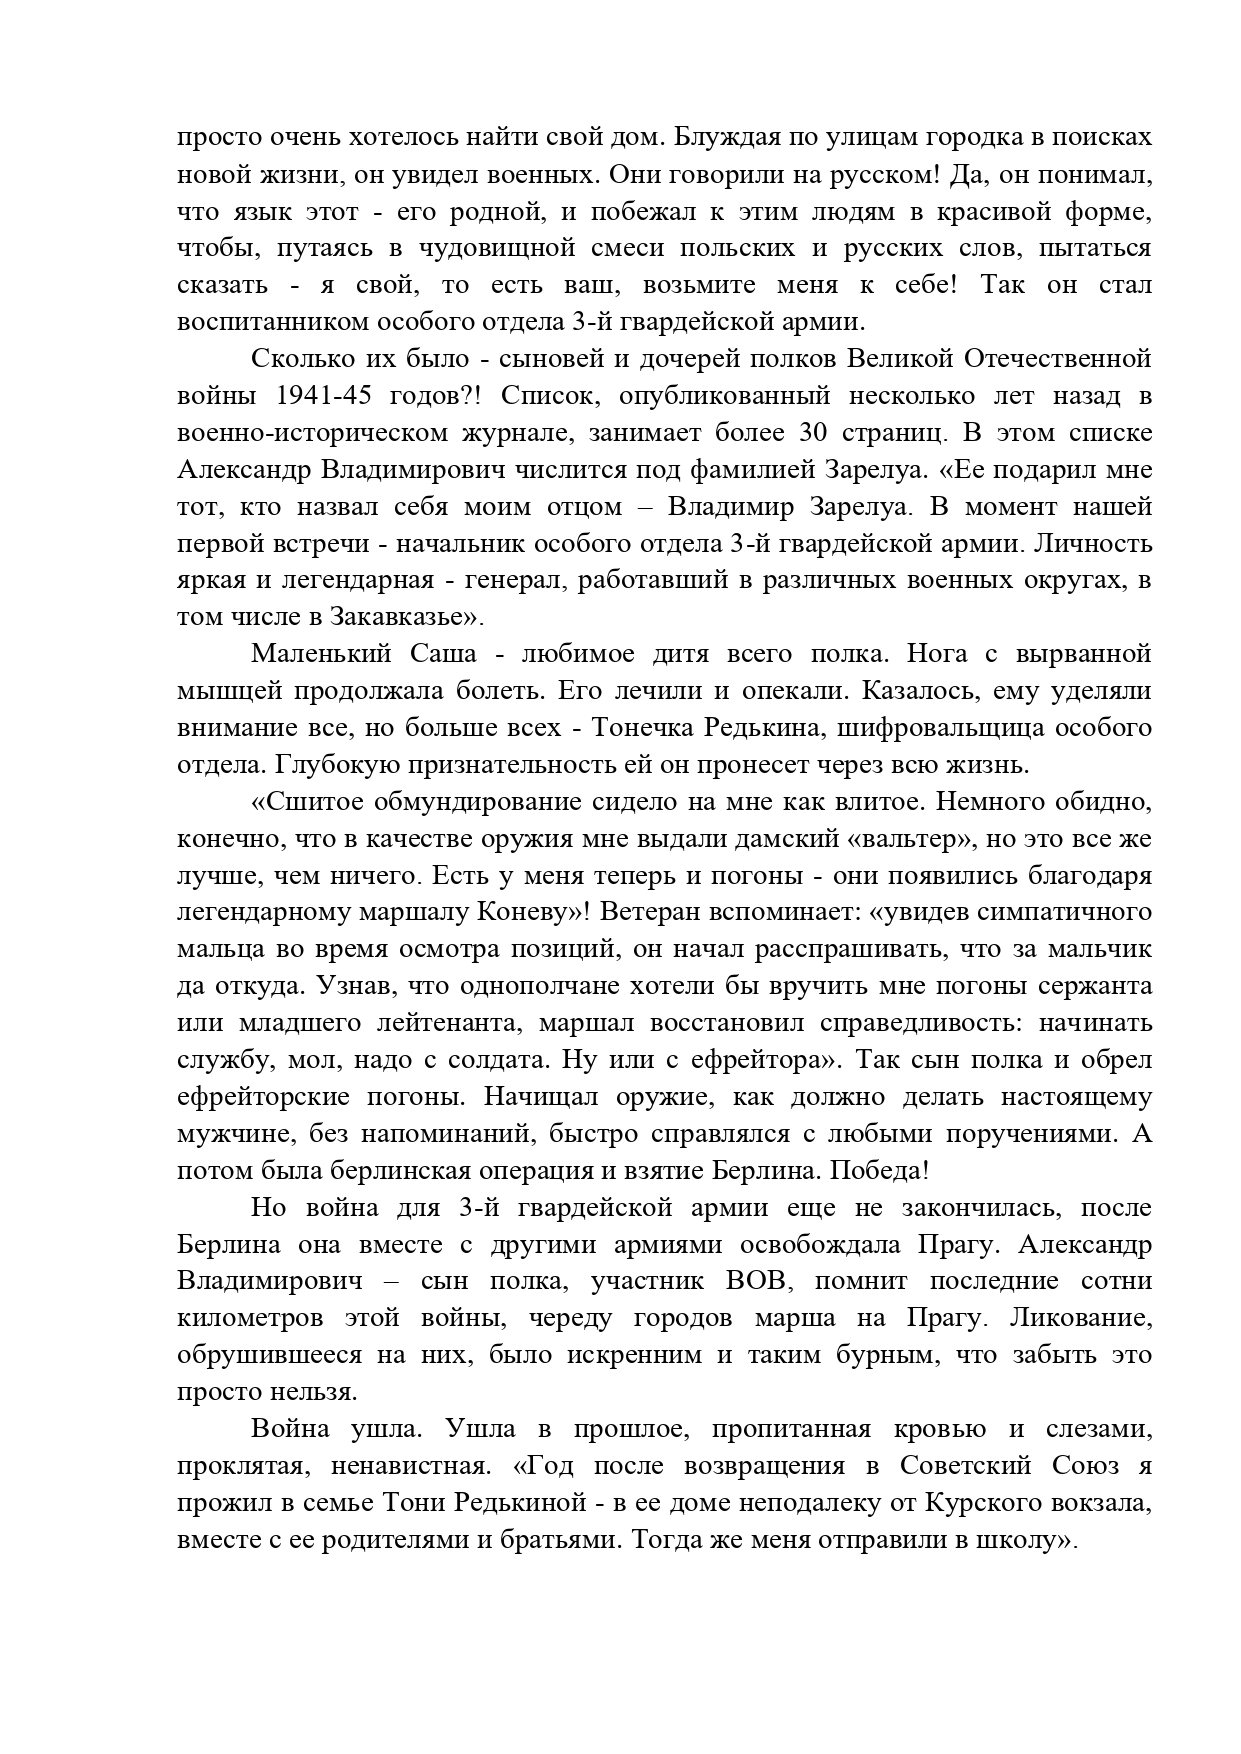 просто очень хотелось найти свой дом. Блуждая по улицам городка в поисках
новой жизни, он увидел военных. Они говорили на русском! Да, он понимал,
что язык этот - его родной, и побежал к этим людям в красивой форме,
чтобы, путаясь в чудовищной смеси польских и русских слов, пытаться
сказать - я свой, то есть ваш, возьмите меня к себе! Так он стал
воспитанником особого отдела 3-й гвардейской армии.
Сколько их было - сыновей и дочерей полков Великой Отечественной
войны 1941-45 годов?! Список, опубликованный несколько лет назад в
военно-историческом журнале, занимает более 30 страниц. В этом списке
Александр Владимирович числится под фамилией Зарелуа. «Ее подарил мне
тот, кто назвал себя моим отцом – Владимир Зарелуа. В момент нашей
первой встречи - начальник особого отдела 3-й гвардейской армии. Личность
яркая и легендарная - генерал, работавший в различных военных округах, в
том числе в Закавказье».
Маленький Саша - любимое дитя всего полка. Нога с вырванной
мышцей продолжала болеть. Его лечили и опекали. Казалось, ему уделяли
внимание все, но больше всех - Тонечка Редькина, шифровальщица особого
отдела. Глубокую признательность ей он пронесет через всю жизнь.
«Сшитое обмундирование сидело на мне как влитое. Немного обидно,
конечно, что в качестве оружия мне выдали дамский «вальтер», но это все же
лучше, чем ничего. Есть у меня теперь и погоны - они появились благодаря
легендарному маршалу Коневу»! Ветеран вспоминает: «увидев симпатичного
мальца во время осмотра позиций, он начал расспрашивать, что за мальчик
да откуда. Узнав, что однополчане хотели бы вручить мне погоны сержанта
или младшего лейтенанта, маршал восстановил справедливость: начинать
службу, мол, надо с солдата. Ну или с ефрейтора». Так сын полка и обрел
ефрейторские погоны. Начищал оружие, как должно делать настоящему
мужчине, без напоминаний, быстро справлялся с любыми поручениями. А
потом была берлинская операция и взятие Берлина. Победа!
Но война для 3-й гвардейской армии еще не закончилась, после
Берлина она вместе с другими армиями освобождала Прагу. Александр
Владимирович – сын полка, участник ВОВ, помнит последние сотни
километров этой войны, череду городов марша на Прагу. Ликование,
обрушившееся на них, было искренним и таким бурным, что забыть это
просто нельзя.
Война ушла. Ушла в прошлое, пропитанная кровью и слезами,
проклятая, ненавистная. «Год после возвращения в Советский Союз я
прожил в семье Тони Редькиной - в ее доме неподалеку от Курского вокзала,
вместе с ее родителями и братьями. Тогда же меня отправили в школу».